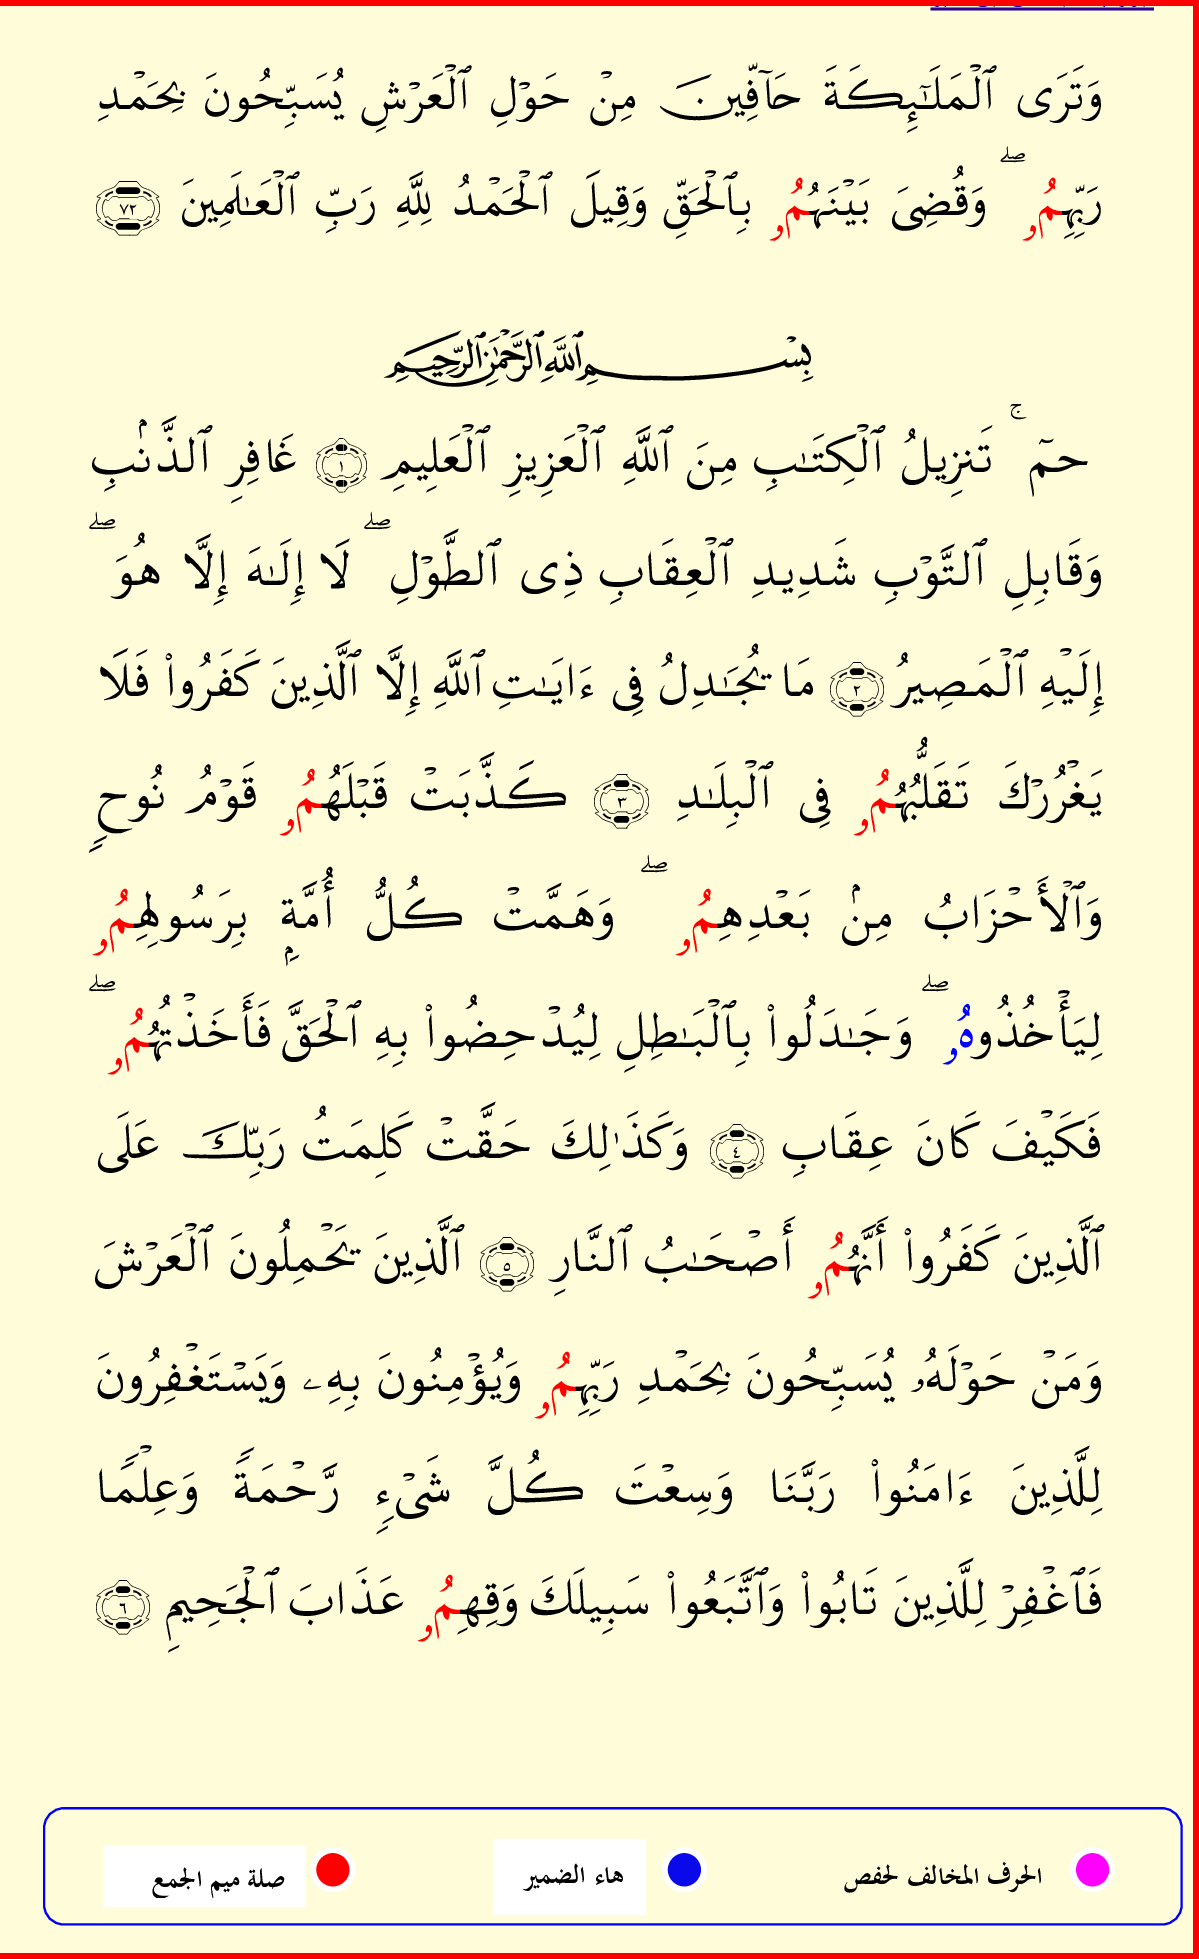 وَتَرَى ٱلْمَلَٰٓئِكَةَ حَآفِّينَ مِنْ حَوْلِ ٱلْعَرْشِ يُسَبِّحُونَ بِحَمْدِ
رَبِّهِمُۥ ۖ وَقُضِىَ بَيْنَهُمُۥ بِٱلْحَقِّ وَقِيلَ ٱلْحَمْدُ لِلَّهِ رَبِّ ٱلْعَٰلَمِينَ ٧٢
بِسْمِ ٱللَّهِ ٱلرَّحْمَٰنِ ٱلرَّحِيمِ
حمٓ ۚ تَنزِيلُ ٱلْكِتَٰبِ مِنَ ٱللَّهِ ٱلْعَزِيزِ ٱلْعَلِيمِ ١ غَافِرِ ٱلذَّنۢبِ
وَقَابِلِ ٱلتَّوْبِ شَدِيدِ ٱلْعِقَابِ ذِى ٱلطَّوْلِ ۖ لَا إِلَٰهَ إِلَّا هُوَ ۖ
إِلَيْهِ ٱلْمَصِيرُ ٢ مَا يُجَٰدِلُ فِى ءَايَٰتِ ٱللَّهِ إِلَّا ٱلَّذِينَ كَفَرُوا۟ فَلَا
يَغْرُرْكَ تَقَلُّبُهُمُۥ فِى ٱلْبِلَٰدِ ٣ كَذَّبَتْ قَبْلَهُمُۥ قَوْمُ نُوحٍ
وَٱلْأَحْزَابُ مِنۢ بَعْدِهِمُۥ ۖ وَهَمَّتْ كُلُّ أُمَّةٍۭ بِرَسُولِهِمُۥ
لِيَأْخُذُوهُۥ ۖ وَجَٰدَلُوا۟ بِٱلْبَٰطِلِ لِيُدْحِضُوا۟ بِهِ ٱلْحَقَّ فَأَخَذْتُهُمُۥ ۖ
فَكَيْفَ كَانَ عِقَابِ ٤ وَكَذَٰلِكَ حَقَّتْ كَلِمَتُ رَبِّكَ عَلَى
ٱلَّذِينَ كَفَرُوا۟ أَنَّهُمُۥ أَصْحَٰبُ ٱلنَّارِ ٥ ٱلَّذِينَ يَحْمِلُونَ ٱلْعَرْشَ
وَمَنْ حَوْلَهُۥ يُسَبِّحُونَ بِحَمْدِ رَبِّهِمُۥ وَيُؤْمِنُونَ بِهِۦ وَيَسْتَغْفِرُونَ
لِلَّذِينَ ءَامَنُوا۟ رَبَّنَا وَسِعْتَ كُلَّ شَىْءٍ رَّحْمَةً وَعِلْمًا
فَٱغْفِرْ لِلَّذِينَ تَابُوا۟ وَٱتَّبَعُوا۟ سَبِيلَكَ وَقِهِمُۥ عَذَابَ ٱلْجَحِيمِ ٦
الحرف المخالف لحفص هاء الضمير صلة ميم الجمع